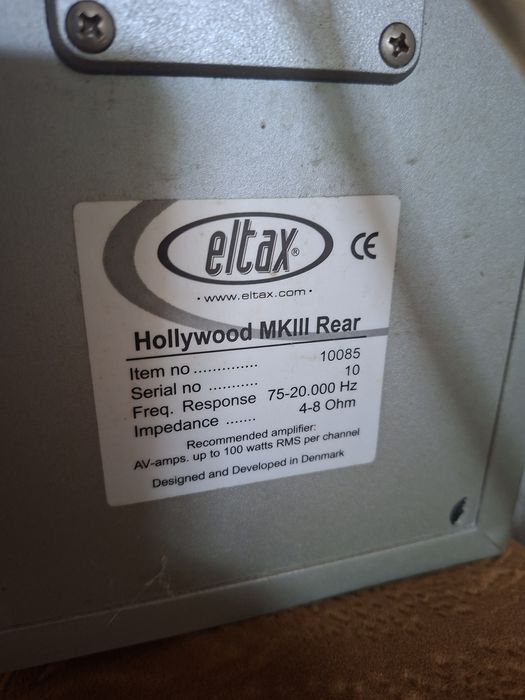 eltax®
CE
• www.eltax.com •
Hollywood MKIII Rear
Item no .............. 10085
Serial no ........... 10
Freq. Response 75-20.000 Hz
Impedance ....... 4-8 Ohm
Recommended amplifier:
AV-amps. up to 100 watts RMS per channel
Designed and Developed in Denmark